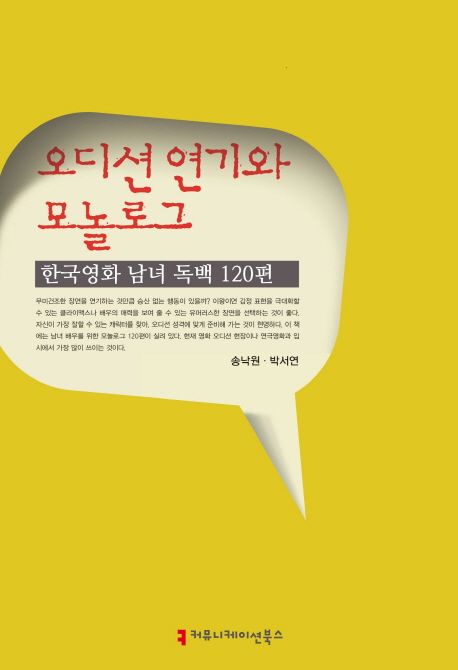 오디션 연기와
모놀로그
한국영화 남녀 독백 120편
무미건조한 장면을 연기하는 것만큼 승산 없는 행동이 있을까? 이왕이면 감정 표현을 극대화할
수 있는 클라이맥스나 배우의 매력을 보여 줄 수 있는 유머러스한 장면을 선택하는 것이 좋다.
자신이 가장 잘할 수 있는 캐릭터를 찾아, 오디션 성격에 맞게 준비해 가는 것이 현명하다. 이 책
에는 남녀 배우를 위한 모놀로그 120편이 실려 있다. 현재 영화 오디션 현장이나 연극영화과 입
시에서 가장 많이 쓰이는 것이다.
송낙원 · 박서연
커뮤니케이션북스